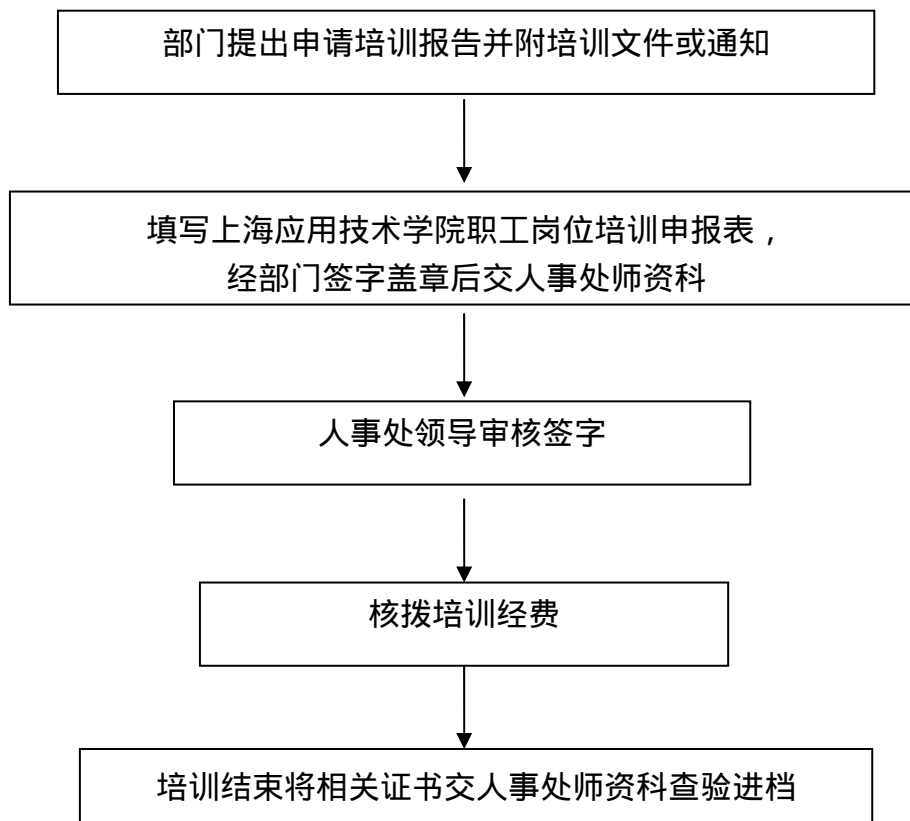 部门提出申请培训报告并附培训文件或通知
填写上海应用技术学院职工岗位培训申报表，
经部门签字盖章后交人事处师资科
人事处领导审核签字
核拨培训经费
培训结束将相关证书交人事处师资科查验进档